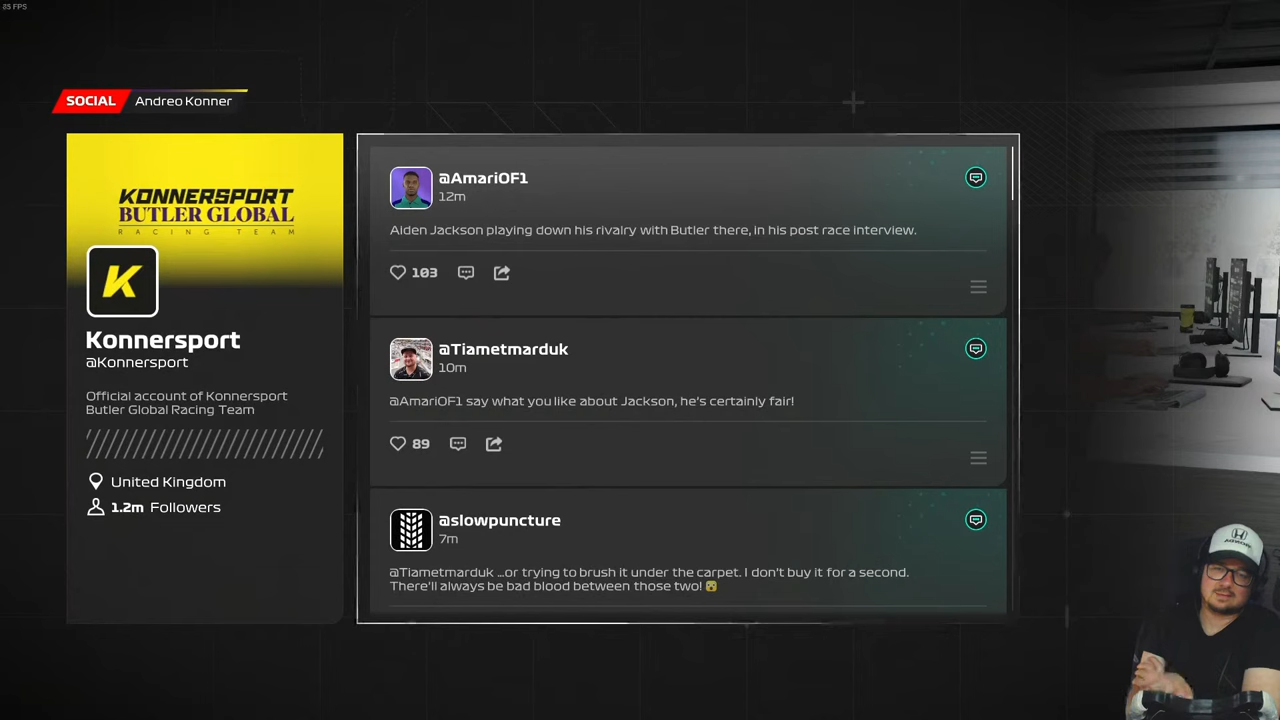 35 FPS
SOCIAL
Andreo Konner
KONNERSPORT
BUTLER GLOBAL
RACING TEAM
K
Konnersport
@Konnersport
Official account of Konnersport
Butler Global Racing Team
United Kingdom
1.2m Followers
@AmariOF1
12m
Aiden Jackson playing down his rivalry with Butler there, in his post race interview.
103
@Tiametmarduk
10m
@AmariOF1 say what you like about Jackson, he's certainly fair!
89
@slowpuncture
7m
@Tiametmarduk ...or trying to brush it under the carpet. I don't buy it for a second.
There'll always be bad blood between those two! 😮